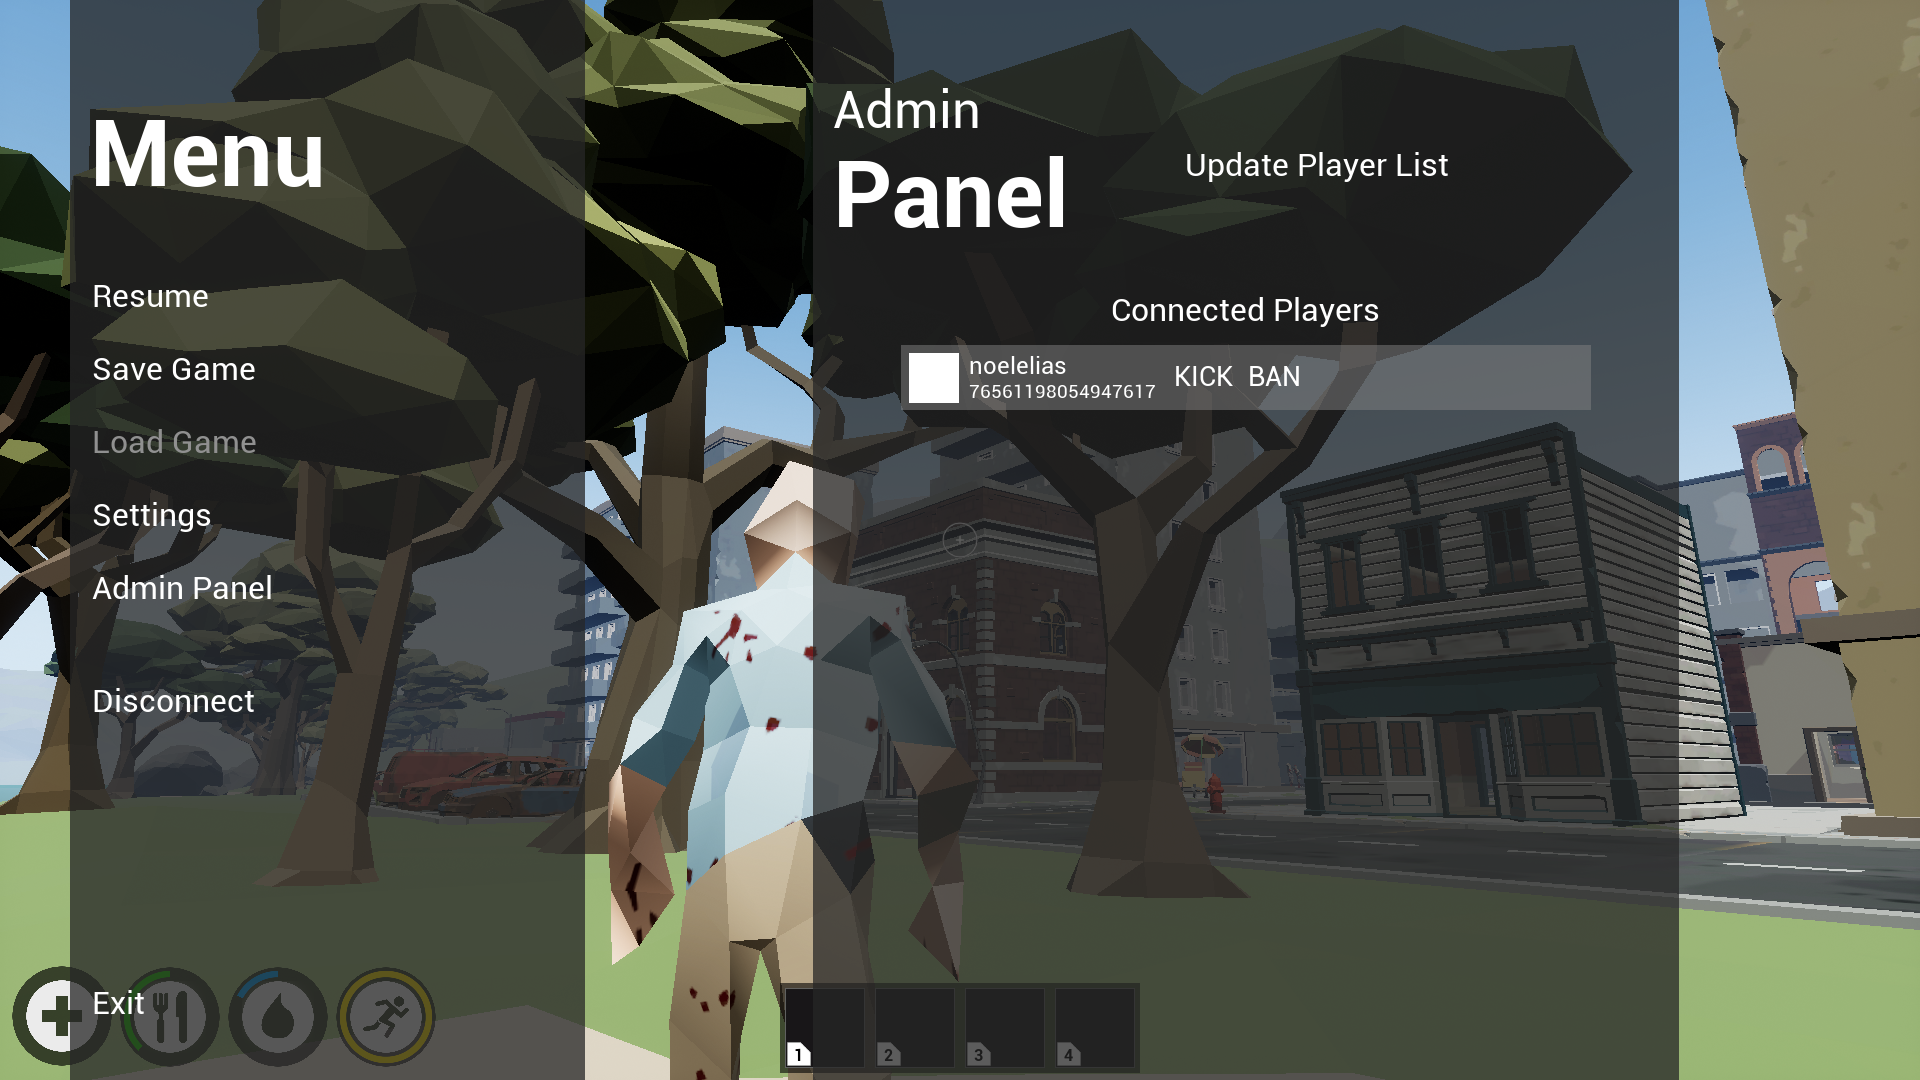 Menu
Resume
Save Game
Load Game
Settings
Admin Panel
Disconnect
Exit
Admin
Panel
Update Player List
Connected Players
noelelias
76561198054947617
KICK BAN
1 2 3 4